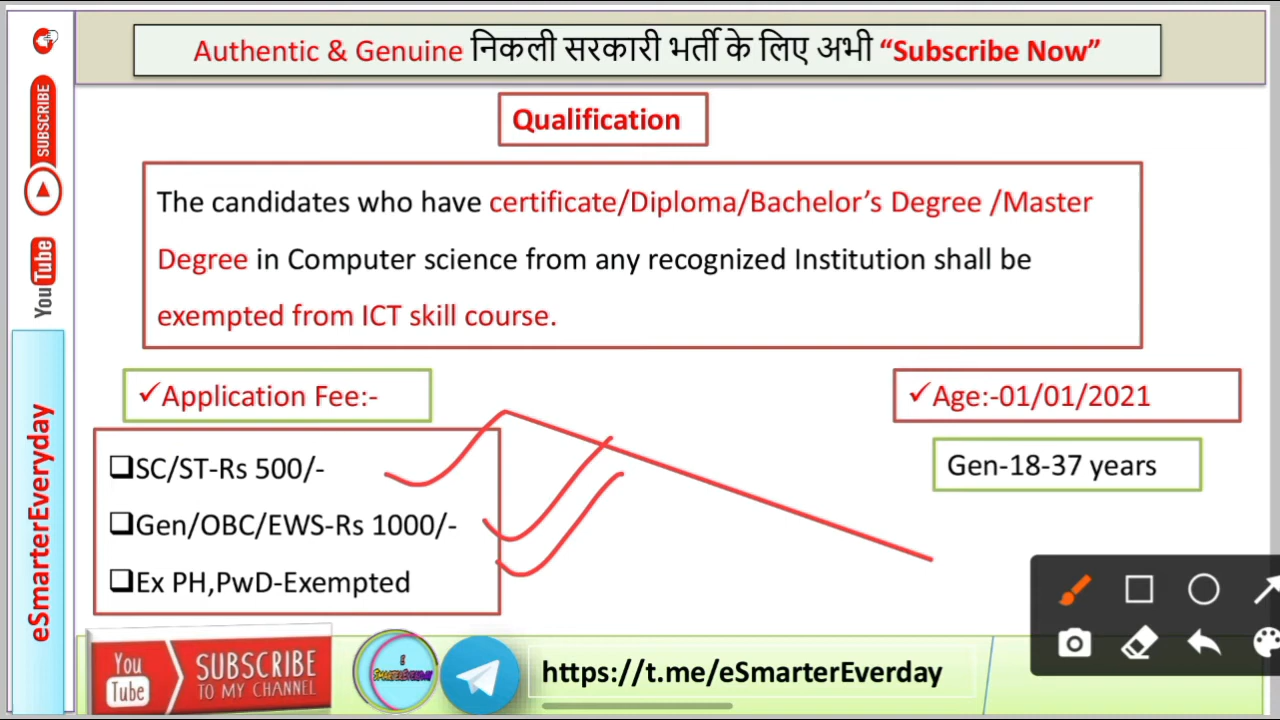 Authentic & Genuine निकली सरकारी भर्ती के लिए अभी “Subscribe Now”
Qualification
The candidates who have certificate/Diploma/Bachelor’s Degree /Master
Degree in Computer science from any recognized Institution shall be
exempted from ICT skill course.
✓Application Fee:-
✓Age:-01/01/2021
❑SC/ST-Rs 500/-
❑Gen/OBC/EWS-Rs 1000/-
❑Ex PH,PwD-Exempted
Gen-18-37 years
SUBSCRIBE
YouTube
eSmarterEveryday
You
Tube
SUBSCRIBE
TO MY CHANNEL
E
SMARTEREVERYDAY
https://t.me/eSmarterEverday